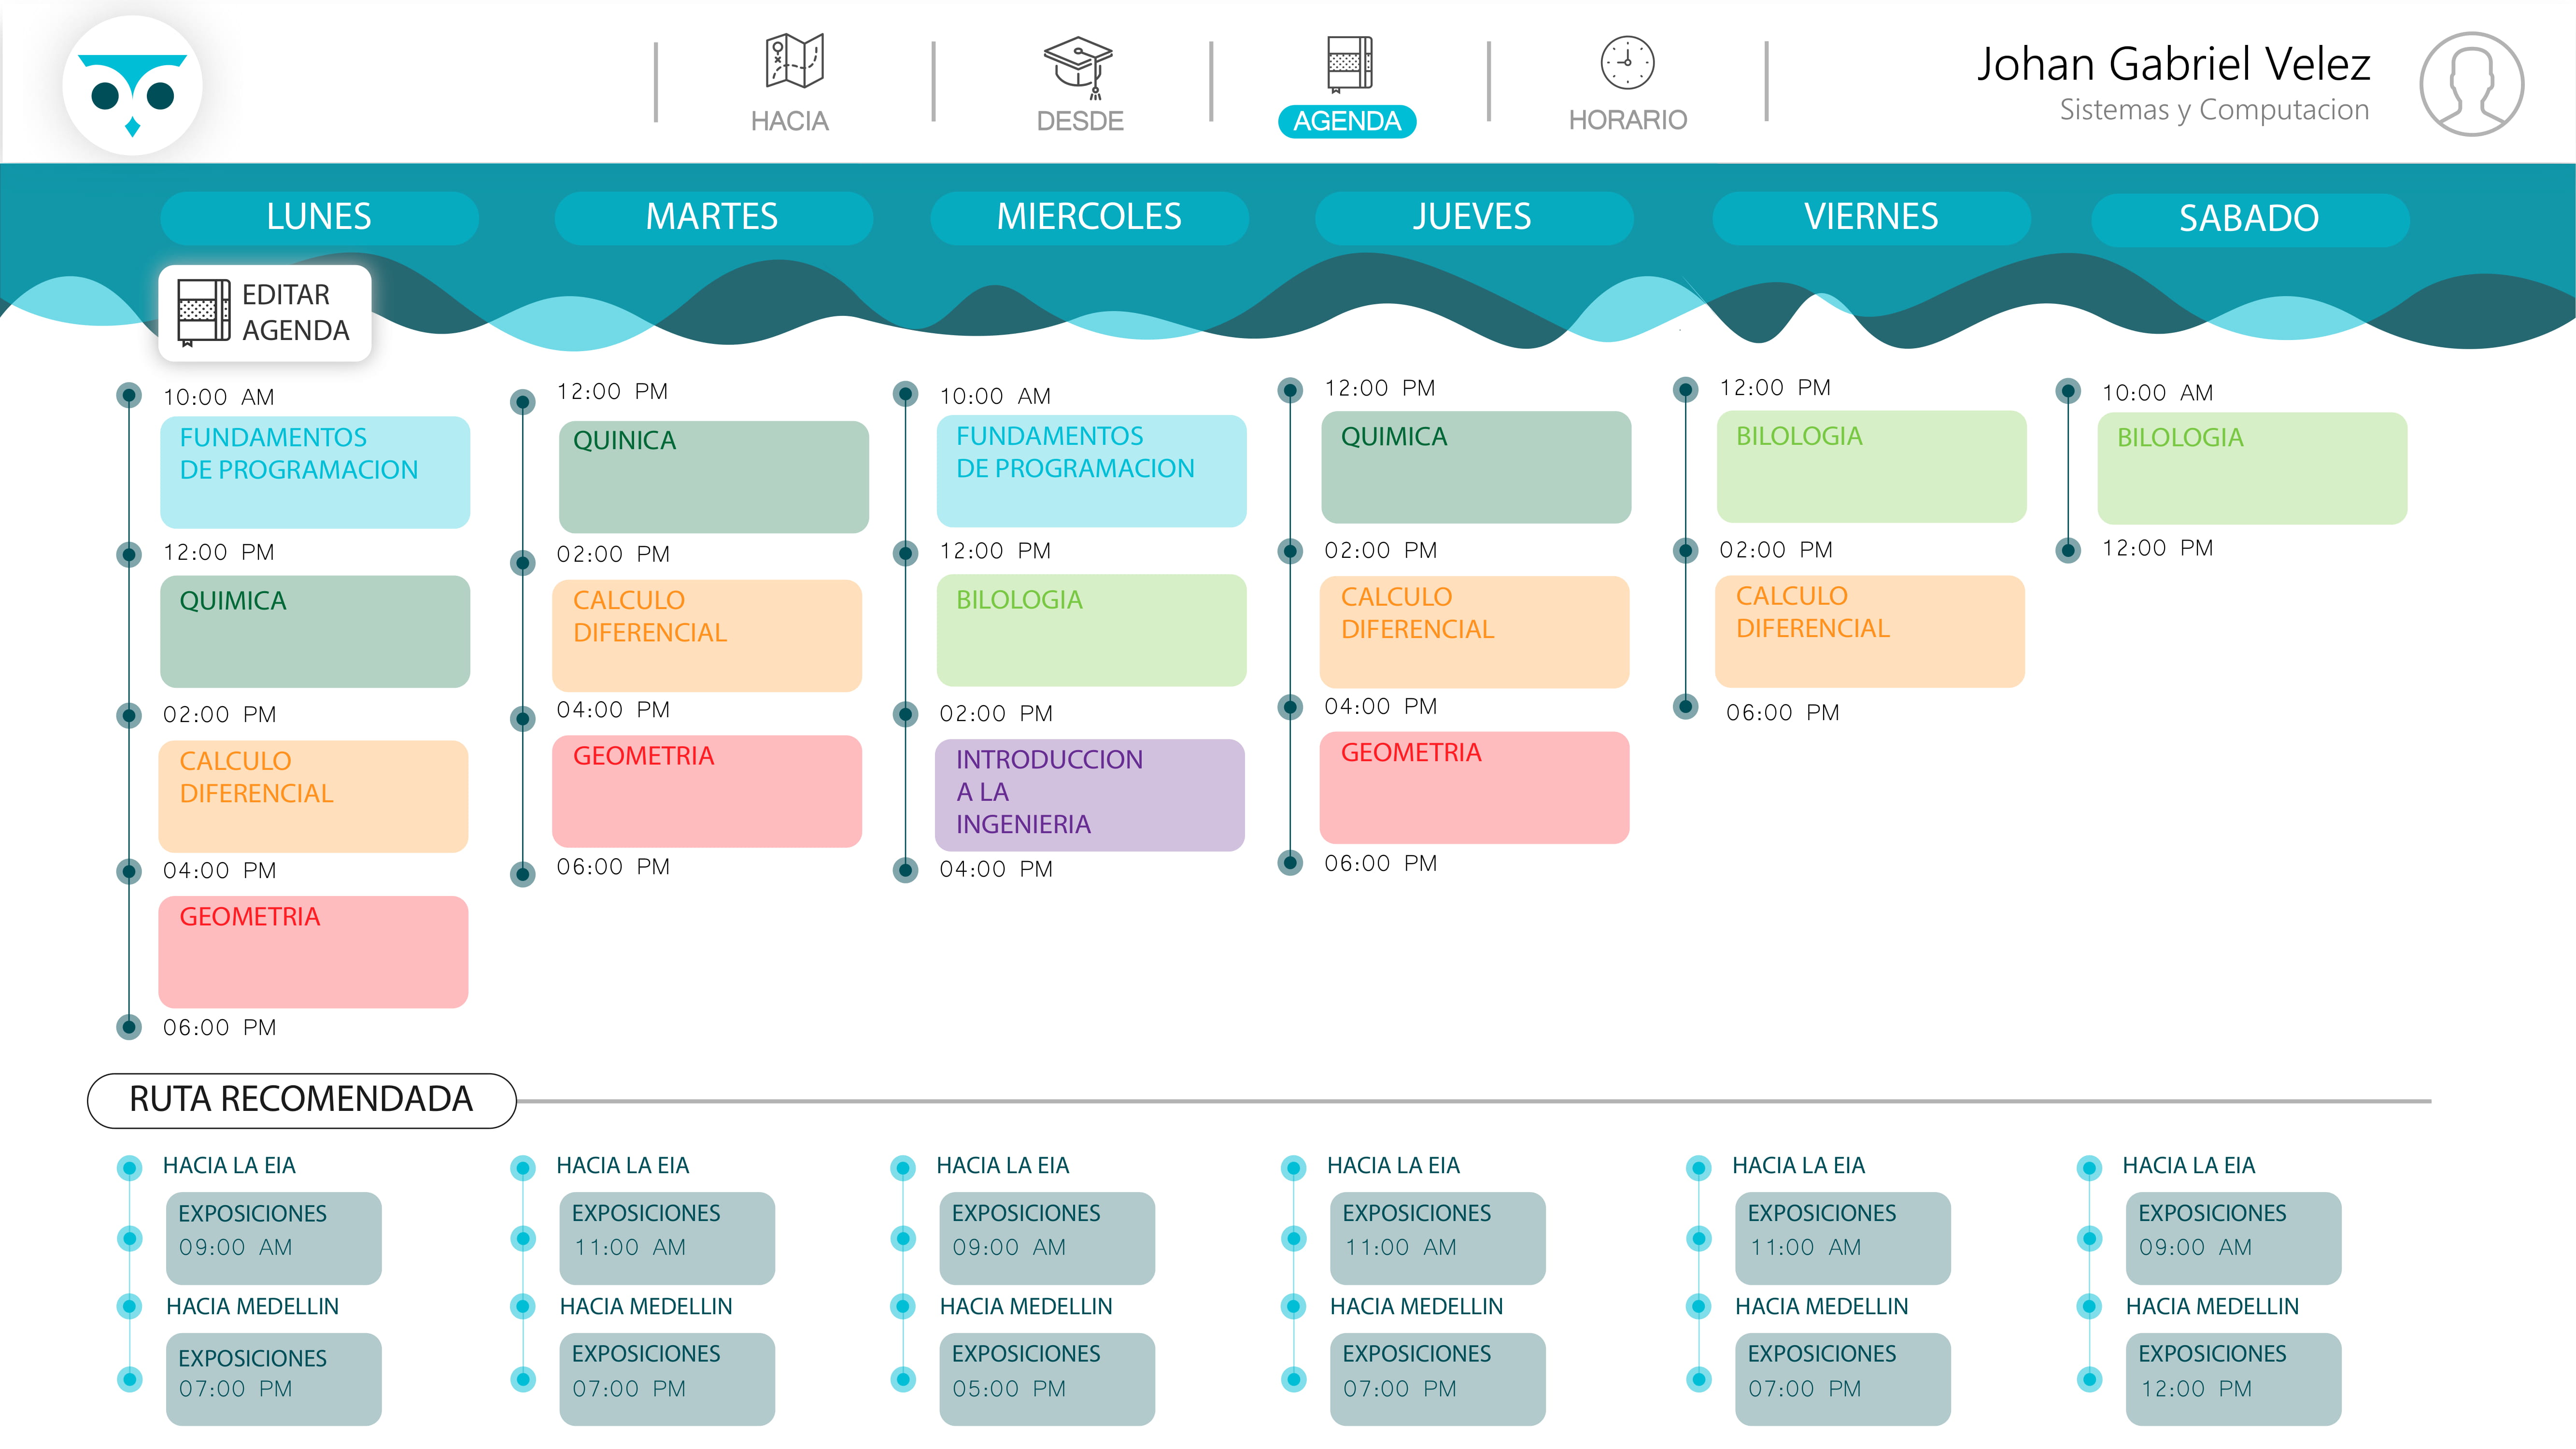 HACIA
DESDE
AGENDA
HORARIO
Johan Gabriel Velez
Sistemas y Computacion
LUNES
MARTES
MIERCOLES
JUEVES
VIERNES
SABADO
EDITAR
AGENDA
10:00 AM
FUNDAMENTOS
DE PROGRAMACION
12:00 PM
QUIMICA
02:00 PM
CALCULO
DIFERENCIAL
04:00 PM
GEOMETRIA
06:00 PM
12:00 PM
QUINICA
02:00 PM
CALCULO
DIFERENCIAL
04:00 PM
GEOMETRIA
06:00 PM
10:00 AM
FUNDAMENTOS
DE PROGRAMACION
12:00 PM
BILOLOGIA
02:00 PM
INTRODUCCION
A LA
INGENIERIA
04:00 PM
12:00 PM
QUIMICA
02:00 PM
CALCULO
DIFERENCIAL
04:00 PM
GEOMETRIA
06:00 PM
12:00 PM
BILOLOGIA
02:00 PM
CALCULO
DIFERENCIAL
06:00 PM
10:00 AM
BILOLOGIA
12:00 PM
RUTA RECOMENDADA
HACIA LA EIA
EXPOSICIONES
09:00 AM
HACIA MEDELLIN
EXPOSICIONES
07:00 PM
HACIA LA EIA
EXPOSICIONES
11:00 AM
HACIA MEDELLIN
EXPOSICIONES
07:00 PM
HACIA LA EIA
EXPOSICIONES
09:00 AM
HACIA MEDELLIN
EXPOSICIONES
05:00 PM
HACIA LA EIA
EXPOSICIONES
11:00 AM
HACIA MEDELLIN
EXPOSICIONES
07:00 PM
HACIA LA EIA
EXPOSICIONES
11:00 AM
HACIA MEDELLIN
EXPOSICIONES
07:00 PM
HACIA LA EIA
EXPOSICIONES
09:00 AM
HACIA MEDELLIN
EXPOSICIONES
12:00 PM